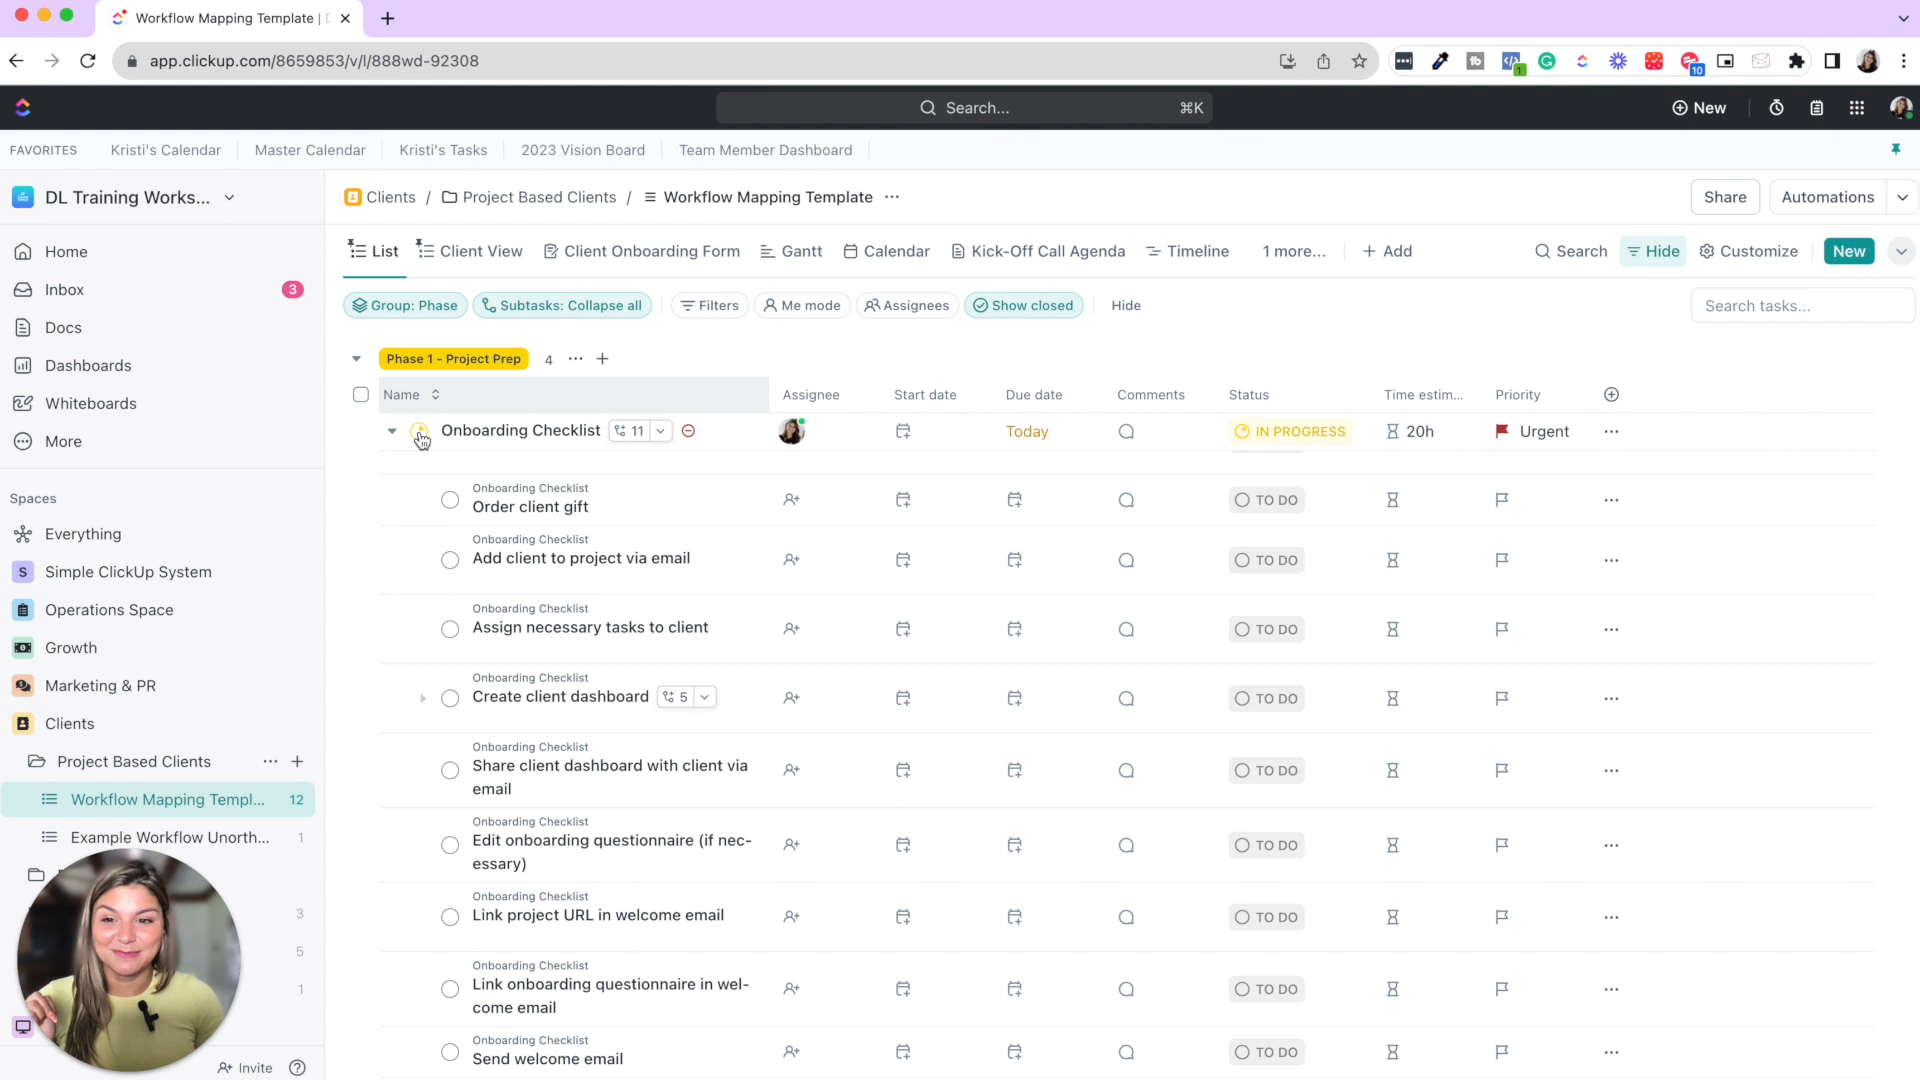 Workflow Mapping Template | D
app.clickup.com/8659853/v/l/888wd-92308
1
10
Search...
⌘K
New
FAVORITES
Kristi's Calendar
Master Calendar
Kristi's Tasks
2023 Vision Board
Team Member Dashboard
DL Training Works...
Clients / Project Based Clients / Workflow Mapping Template ...
Share
Automations
Home
Inbox 3
Docs
Dashboards
Whiteboards
More
Spaces
Everything
S Simple ClickUp System
Operations Space
Growth
Marketing & PR
Clients
Project Based Clients ... +
Workflow Mapping Templ... 12
Example Workflow Unorth... 1
3
5
1
Invite
List
Client View
Client Onboarding Form
Gantt
Calendar
Kick-Off Call Agenda
Timeline
1 more...
+ Add
Search
Hide
Customize
New
Group: Phase
Subtasks: Collapse all
Filters
Me mode
Assignees
Show closed
Hide
Search tasks...
Phase 1 - Project Prep 4 ... +
Name Assignee Start date Due date Comments Status Time estim... Priority
Onboarding Checklist 11 Today IN PROGRESS 20h Urgent ...
Onboarding Checklist
Order client gift TO DO ...
Onboarding Checklist
Add client to project via email TO DO ...
Onboarding Checklist
Assign necessary tasks to client TO DO ...
Onboarding Checklist
Create client dashboard 5 TO DO ...
Onboarding Checklist
Share client dashboard with client via
email
TO DO ...
Onboarding Checklist
Edit onboarding questionnaire (if nec-
essary)
TO DO ...
Onboarding Checklist
Link project URL in welcome email TO DO ...
Onboarding Checklist
Link onboarding questionnaire in wel-
come email
TO DO ...
Onboarding Checklist
Send welcome email TO DO ...